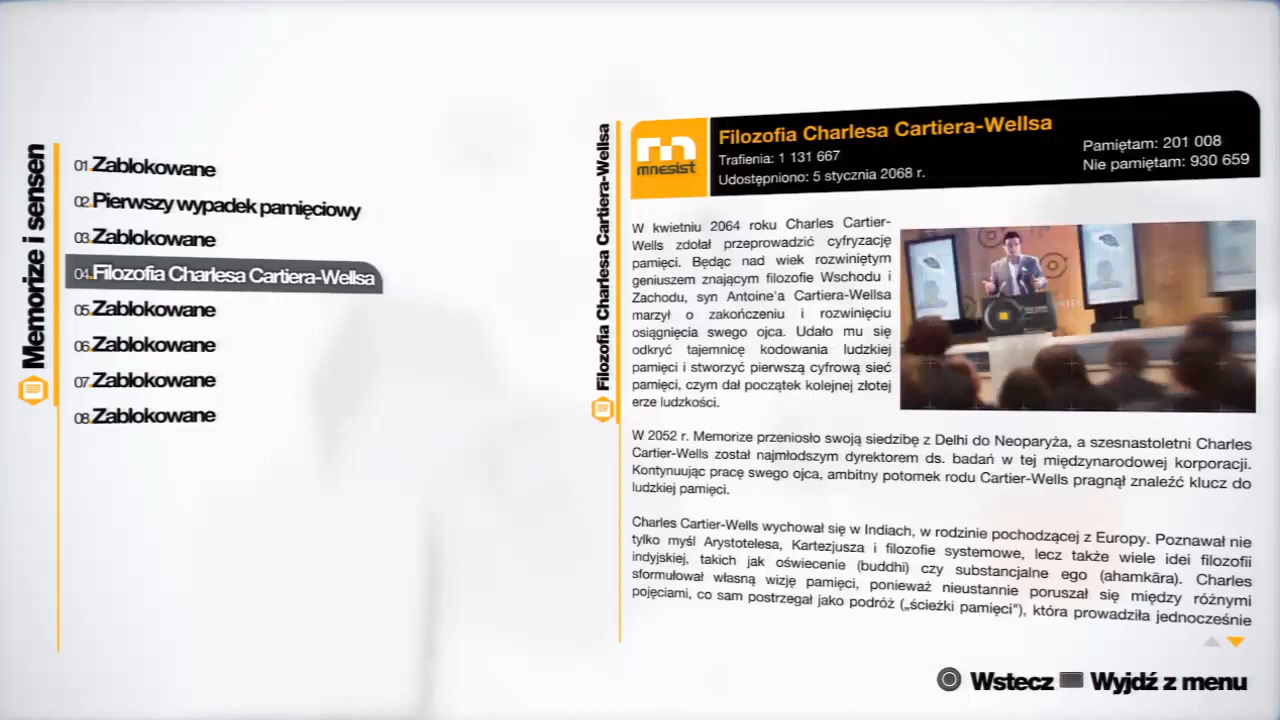 Memorize i sensen
01. Zablokowane
02. Pierwszy wypadek pamięciowy
03. Zablokowane
04. Filozofia Charlesa Cartiera-Wellsa
05. Zablokowane
06. Zablokowane
07. Zablokowane
08. Zablokowane
Filozofia Charlesa Cartiera-Wellsa
mnesist
Filozofia Charlesa Cartiera-Wellsa
Trafienia: 1 131 667
Udostępniono: 5 stycznia 2068 r.
Pamiętam: 201 008
Nie pamiętam: 930 659
W kwietniu 2064 roku Charles Cartier-
Wells zdołał przeprowadzić cyfryzację
pamięci. Będąc nad wiek rozwiniętym
geniuszem znającym filozofie Wschodu i
Zachodu, syn Antoine'a Cartiera-Wellsa
marzył o zakończeniu i rozwinięciu
osiągnięcia swego ojca. Udało mu się
odkryć tajemnicę kodowania ludzkiej
pamięci i stworzyć pierwszą cyfrową sieć
pamięci, czym dał początek kolejnej złotej
erze ludzkości.
W 2052 r. Memorize przeniosło swoją siedzibę z Delhi do Neoparyża, a szesnastoletni Charles
Cartier-Wells został najmłodszym dyrektorem ds. badań w tej międzynarodowej korporacji.
Kontynuując pracę swego ojca, ambitny potomek rodu Cartier-Wells pragnął znaleźć klucz do
ludzkiej pamięci.
Charles Cartier-Wells wychował się w Indiach, w rodzinie pochodzącej z Europy. Poznawał nie
tylko myśl Arystotelesa, Kartezjusza i filozofie systemowe, lecz także wiele idei filozofii
indyjskiej, takich jak oświecenie (buddhi) czy substancjalne ego (ahamkāra). Charles
sformułował własną wizję pamięci, ponieważ nieustannie poruszał się między różnymi
pojęciami, co sam postrzegał jako podróż („ścieżki pamięci"), która prowadziła jednocześnie
Wstecz Wyjdź z menu